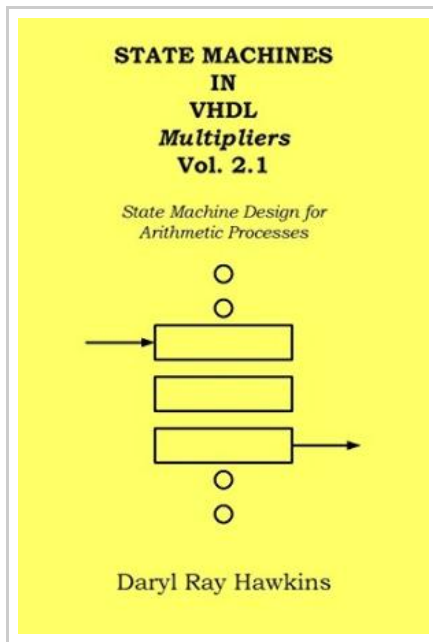 STATE MACHINES
IN
VHDL
Multipliers
Vol. 2.1
State Machine Design for
Arithmetic Processes
Daryl Ray Hawkins